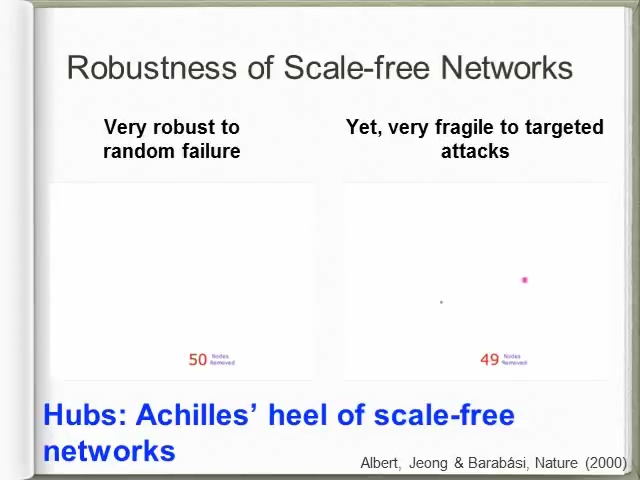 Robustness of Scale-free Networks
Very robust to
random failure
Yet, very fragile to targeted
attacks
50 Nodes
Removed
49 Nodes
Removed
Hubs: Achilles’ heel of scale-free
networks
Albert, Jeong & Barabási, Nature (2000)